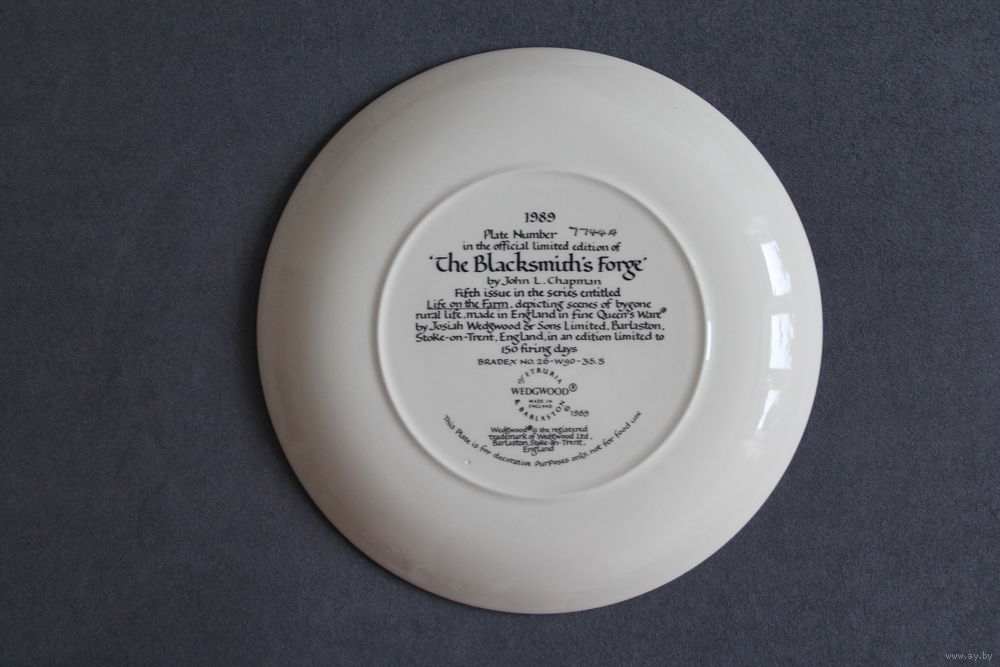 1989
Plate Number 7744A
in the official limited edition of
'The Blacksmith's Forge'
by John L. Chapman
Fifth issue in the series entitled
Life on the Farm, depicting scenes of bygone
rural life, made in England in fine Queen's Ware®
by Josiah Wedgwood & Sons Limited, Barlaston,
Stoke-on-Trent, England, in an edition limited to
150 firing days
BRADEX NO. 26-W90-35.5
of ETRURIA
WEDGWOOD®
MADE IN
ENGLAND
& BARLASTON
© 1989
Wedgwood® is the registered
trademark of Wedgwood Ltd,
Barlaston, Stoke-on-Trent,
England
This Plate is for decorative Purposes only, not for food use
www.ay.by